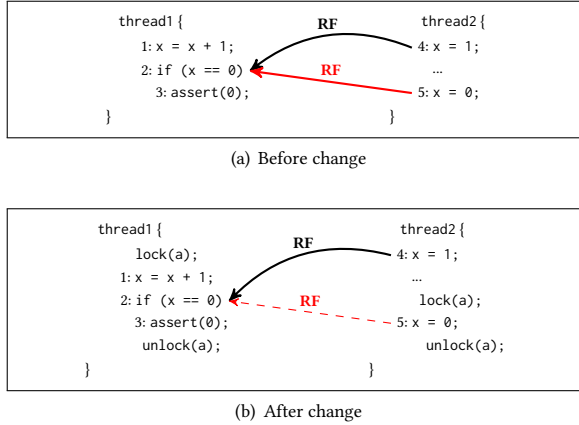 thread1 { RF thread2 {
1: x = x + 1; 4: x = 1;
2: if (x == 0) RF ...
3: assert(0); 5: x = 0;
} }
(a) Before change
thread1 { thread2 {
lock(a); RF 4: x = 1;
1: x = x + 1; ...
2: if (x == 0) RF lock(a);
3: assert(0); 5: x = 0;
unlock(a); unlock(a);
} }
(b) After change